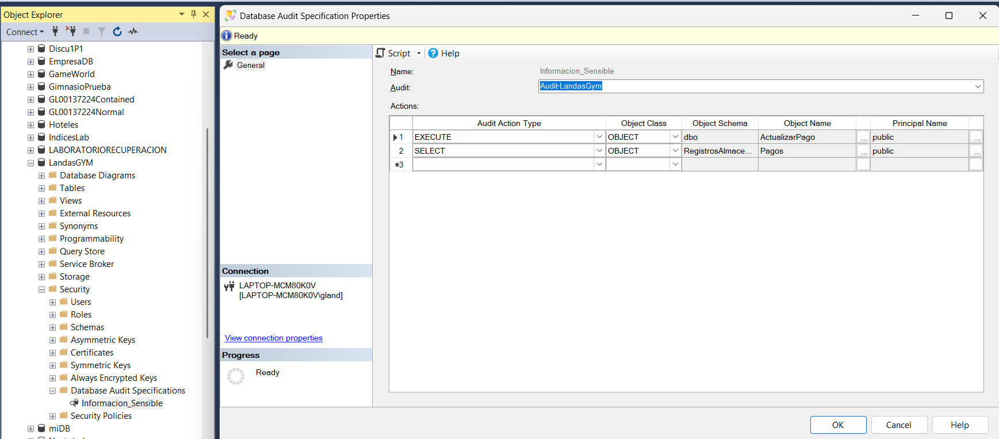 Object Explorer
Connect
Discu1P1
EmpresaDB
GameWorld
GimnasioPrueba
GL00137224Contained
GL00137224Normal
Hoteles
IndicesLab
LABORATORIORECUPERACION
LandasGYM
Database Diagrams
Tables
Views
External Resources
Synonyms
Programmability
Query Store
Service Broker
Storage
Security
Users
Roles
Schemas
Asymmetric Keys
Certificates
Symmetric Keys
Always Encrypted Keys
Database Audit Specifications
Informacion_Sensible
Security Policies
miDB
Database Audit Specification Properties
Ready
Select a page
General
Connection
LAPTOP-MCM80K0V
[LAPTOP-MCM80K0V\gland]
View connection properties
Progress
Ready
Script Help
Name: Informacion_Sensible
Audit: Audit-LandasGym
Actions:
Audit Action Type Object Class Object Schema Object Name Principal Name
1 EXECUTE OBJECT dbo ActualizarPago ... public ...
2 SELECT OBJECT RegistrosAlmace... Pagos ... public ...
*3
OK Cancel Help